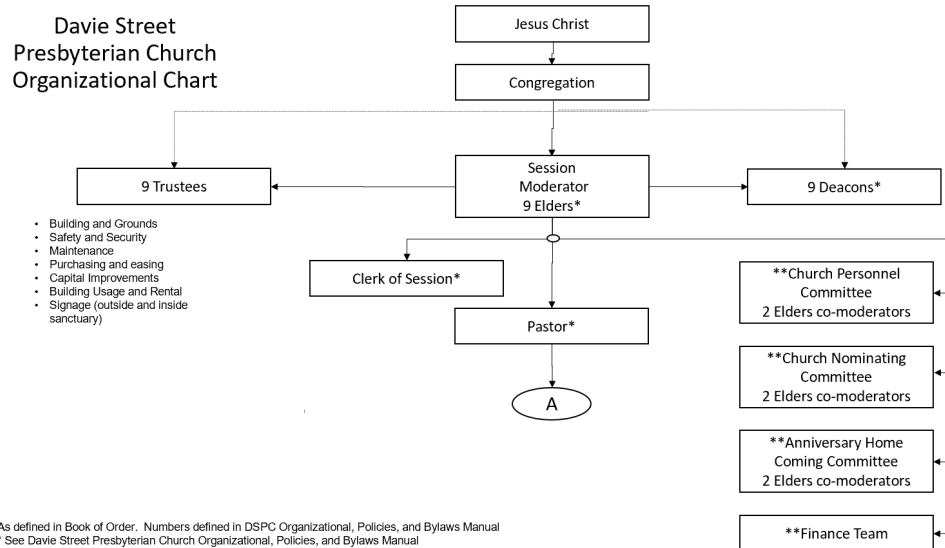 Davie Street
Presbyterian Church
Organizational Chart
Jesus Christ
Congregation
9 Trustees
Session
Moderator
9 Elders*
9 Deacons*
• Building and Grounds
• Safety and Security
• Maintenance
• Purchasing and easing
• Capital Improvements
• Building Usage and Rental
• Signage (outside and inside
sanctuary)
Clerk of Session*
Pastor*
A
**Church Personnel
Committee
2 Elders co-moderators
**Church Nominating
Committee
2 Elders co-moderators
**Anniversary Home
Coming Committee
2 Elders co-moderators
**Finance Team
As defined in Book of Order.  Numbers defined in DSPC Organizational, Policies, and Bylaws Manual
* See Davie Street Presbyterian Church Organizational, Policies, and Bylaws Manual